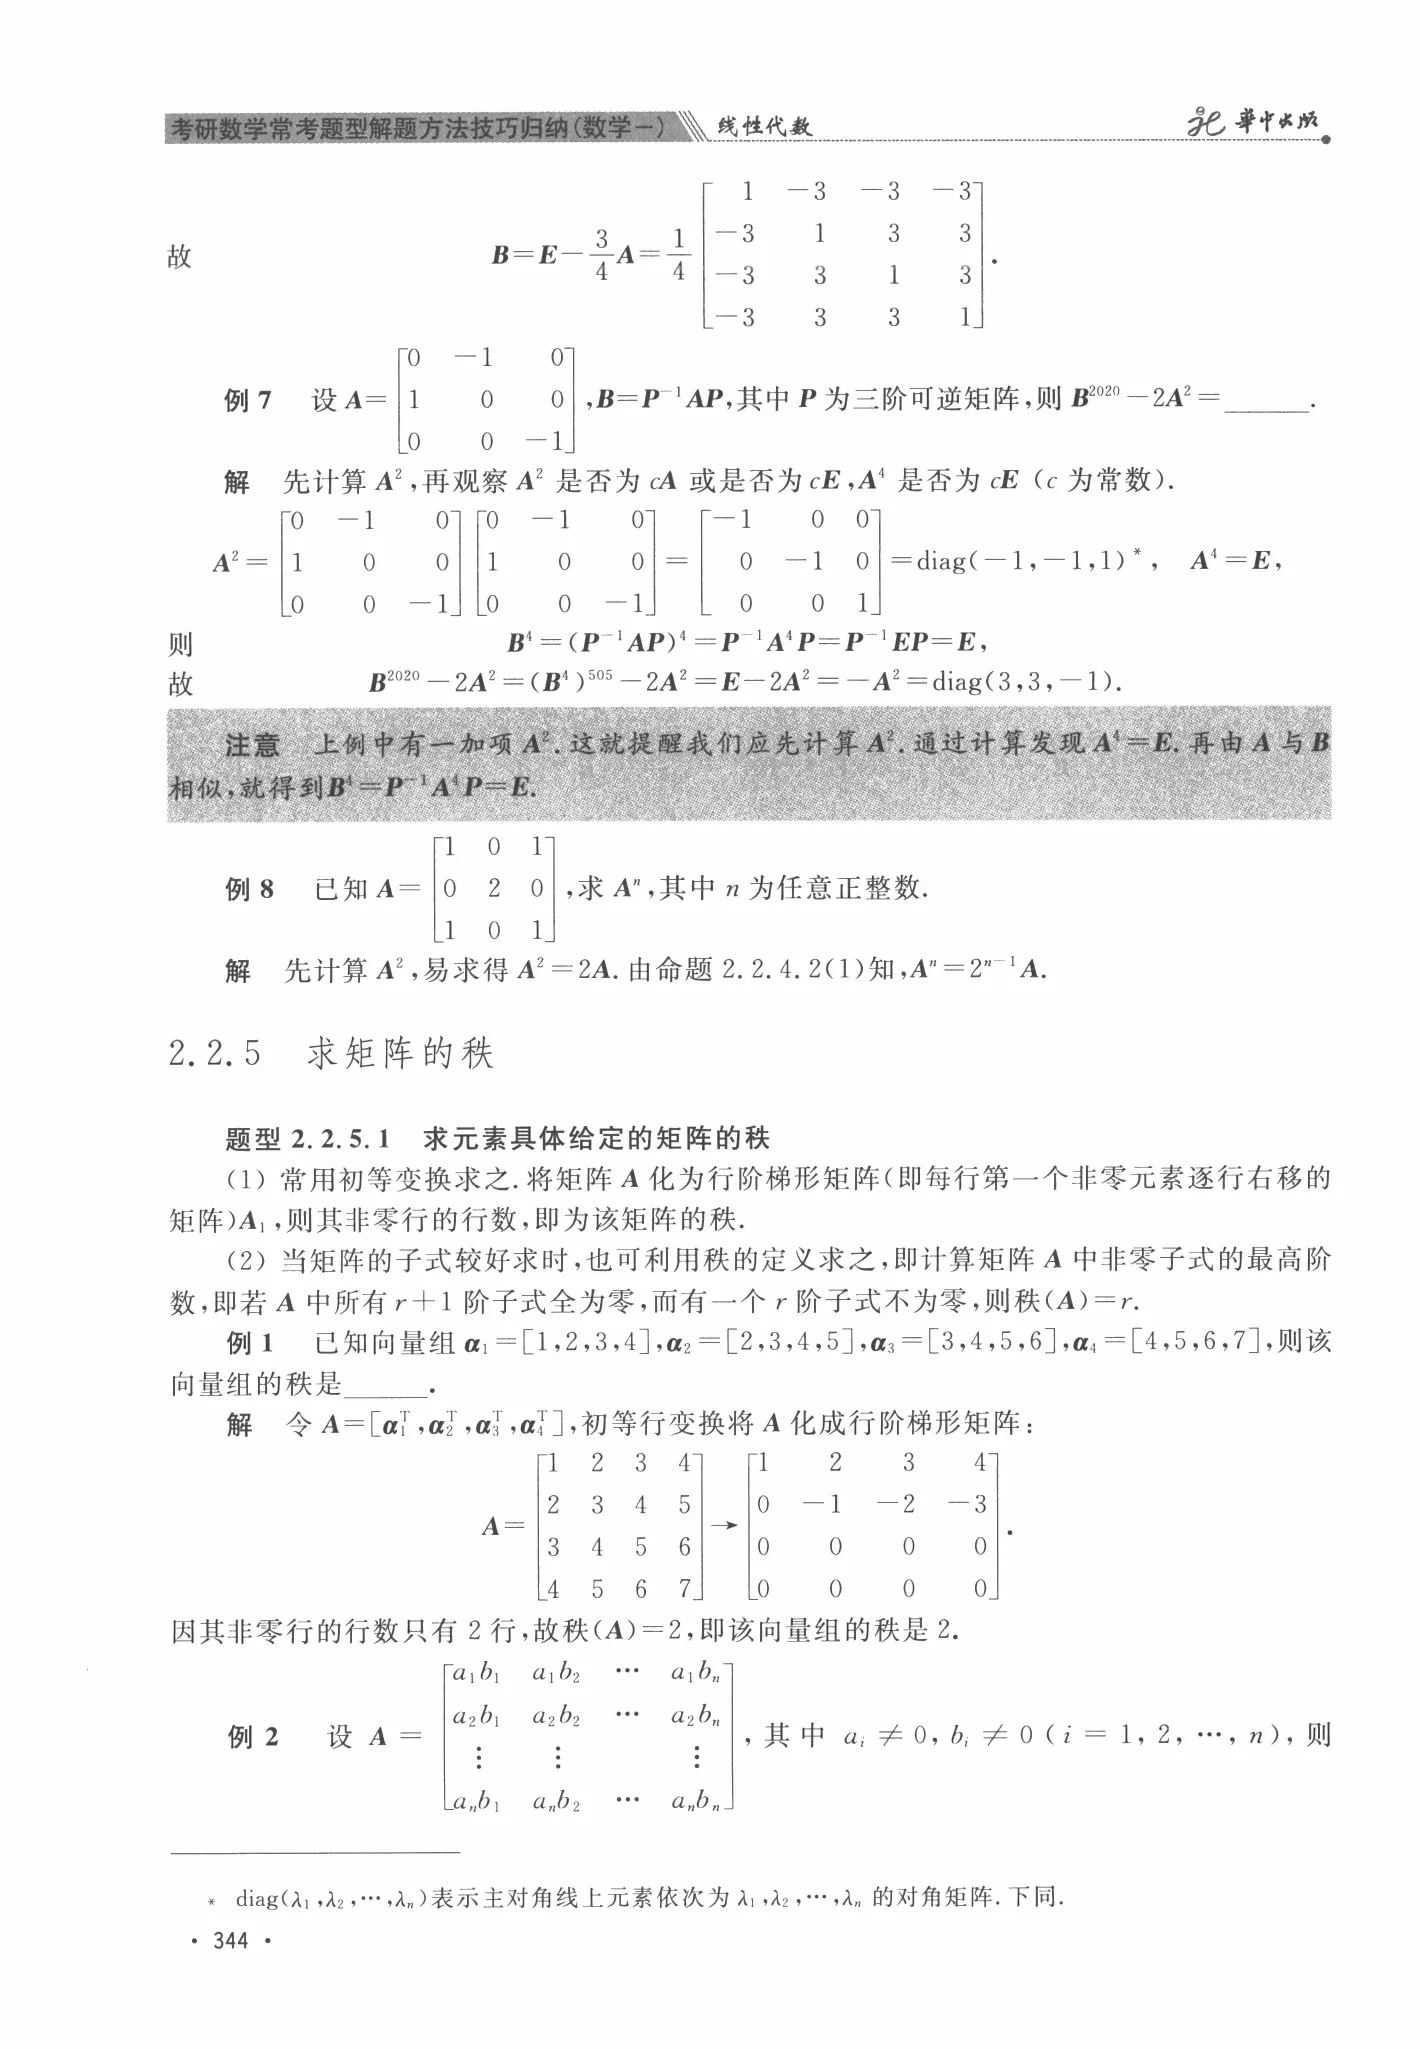 考研数学常考题型解题方法技巧归纳(数学一) 线性代数 华中出版
故 B=E-\frac{3}{4}A=\frac{1}{4}\begin{bmatrix}1&-3&-3&-3\\-3&1&3&3\\-3&3&1&3\\-3&3&3&1\end{bmatrix}.
例7 设 A=\begin{bmatrix}0&-1&0\\1&0&0\\0&0&-1\end{bmatrix},B=P^{-1}AP,其中 P 为三阶可逆矩阵,则 B^{2020}-2A^2=______.
解 先计算 A^2,再观察 A^2 是否为 cA 或是否为 cE,A^4 是否为 cE (c 为常数).
A^2=\begin{bmatrix}0&-1&0\\1&0&0\\0&0&-1\end{bmatrix}\begin{bmatrix}0&-1&0\\1&0&0\\0&0&-1\end{bmatrix}=\begin{bmatrix}-1&0&0\\0&-1&0\\0&0&1\end{bmatrix}=diag(-1,-1,1)*, A^4=E,
则 B^4=(P^{-1}AP)^4=P^{-1}A^4P=P^{-1}EP=E,
故 B^{2020}-2A^2=(B^4)^{505}-2A^2=E-2A^2=-A^2=diag(3,3,-1).
注意 上例中有一加项 A^2.这就提醒我们应先计算 A^2.通过计算发现 A^4=E.再由 A 与 B
相似,就得到B^4=P^{-1}A^4P=E.
例8 已知 A=\begin{bmatrix}1&0&1\\0&2&0\\1&0&1\end{bmatrix},求 A^n,其中 n 为任意正整数.
解 先计算 A^2,易求得 A^2=2A.由命题 2.2.4.2(1)知,A^n=2^{n-1}A.
2.2.5 求矩阵的秩
题型 2.2.5.1 求元素具体给定的矩阵的秩
(1) 常用初等变换求之.将矩阵 A 化为行阶梯形矩阵(即每行第一个非零元素逐行右移的
矩阵)A_1,则其非零行的行数,即为该矩阵的秩.
(2) 当矩阵的子式较好求时,也可利用秩的定义求之,即计算矩阵 A 中非零子式的最高阶
数,即若 A 中所有 r+1 阶子式全为零,而有一个 r 阶子式不为零,则秩(A)=r.
例1 已知向量组 α_1=[1,2,3,4],α_2=[2,3,4,5],α_3=[3,4,5,6],α_4=[4,5,6,7],则该
向量组的秩是______.
解 令 A=[α_1^T,α_2^T,α_3^T,α_4^T],初等行变换将 A 化成行阶梯形矩阵:
A=\begin{bmatrix}1&2&3&4\\2&3&4&5\\3&4&5&6\\4&5&6&7\end{bmatrix}→\begin{bmatrix}1&2&3&4\\0&-1&-2&-3\\0&0&0&0\\0&0&0&0\end{bmatrix}.
因其非零行的行数只有 2 行,故秩(A)=2,即该向量组的秩是 2.
例2 设 A=\begin{bmatrix}a_1b_1&a_1b_2&⋯&a_1b_n\\a_2b_1&a_2b_2&⋯&a_2b_n\\⋮&⋮&&⋮\\a_nb_1&a_nb_2&⋯&a_nb_n\end{bmatrix},其中 a_i≠0,b_i≠0(i=1,2,⋯,n),则
* diag(λ_1,λ_2,⋯,λ_n)表示主对角线上元素依次为 λ_1,λ_2,⋯,λ_n 的对角矩阵.下同.
· 344 ·